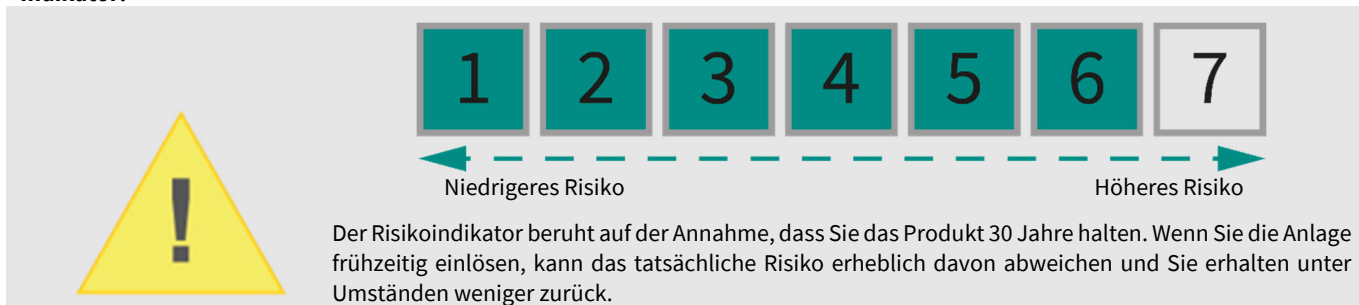 1 2 3 4 5 6 7
Niedrigeres Risiko Höheres Risiko
!
Der Risikoindikator beruht auf der Annahme, dass Sie das Produkt 30 Jahre halten. Wenn Sie die Anlage
frühzeitig einlösen, kann das tatsächliche Risiko erheblich davon abweichen und Sie erhalten unter
Umständen weniger zurück.